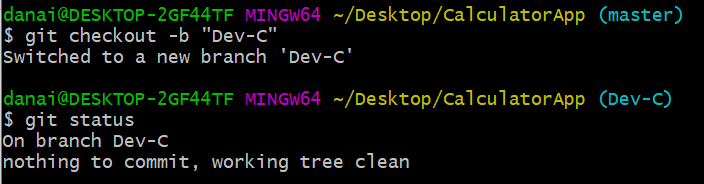 danai@DESKTOP-2GF44TF MINGW64 ~/Desktop/CalculatorApp (master)
$ git checkout -b "Dev-C"
Switched to a new branch 'Dev-C'
danai@DESKTOP-2GF44TF MINGW64 ~/Desktop/CalculatorApp (Dev-C)
$ git status
On branch Dev-C
nothing to commit, working tree clean